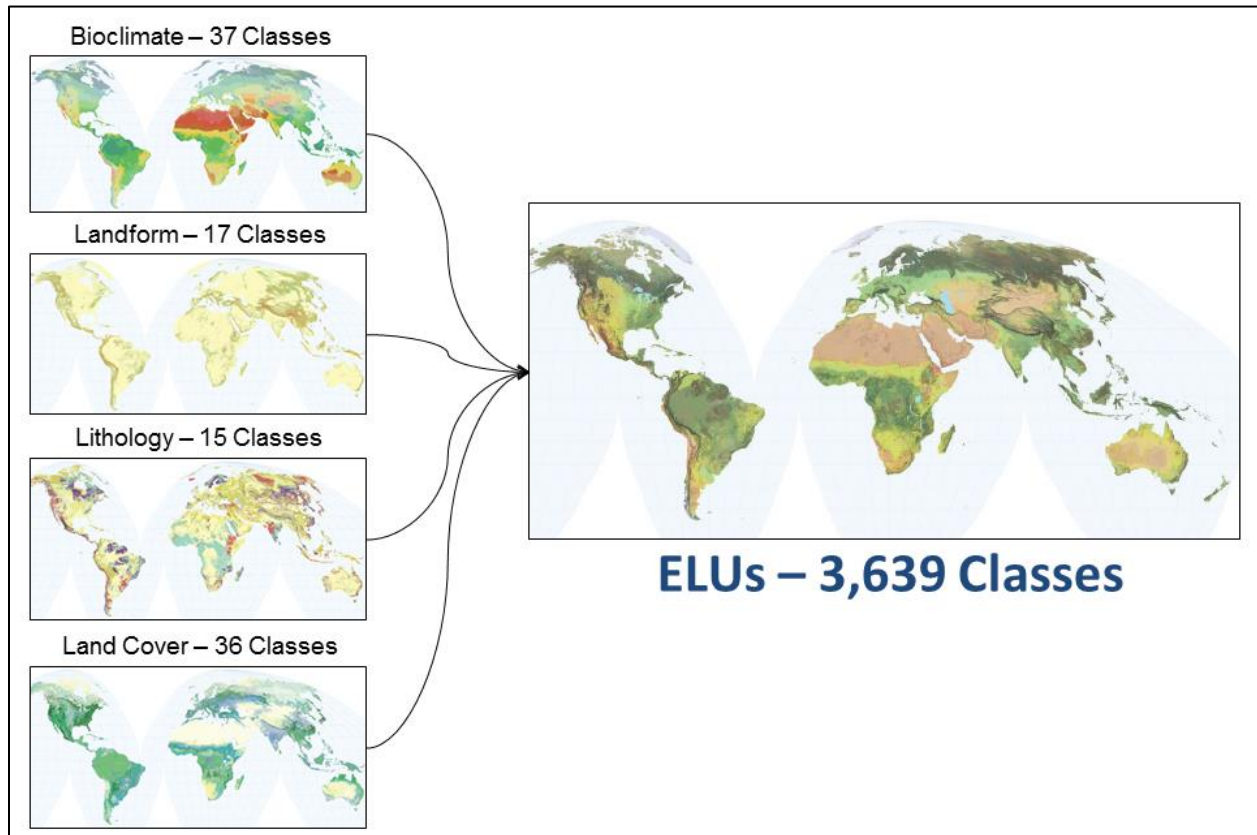 Bioclimate – 37 Classes
Landform – 17 Classes
Lithology – 15 Classes
Land Cover – 36 Classes
ELUs – 3,639 Classes